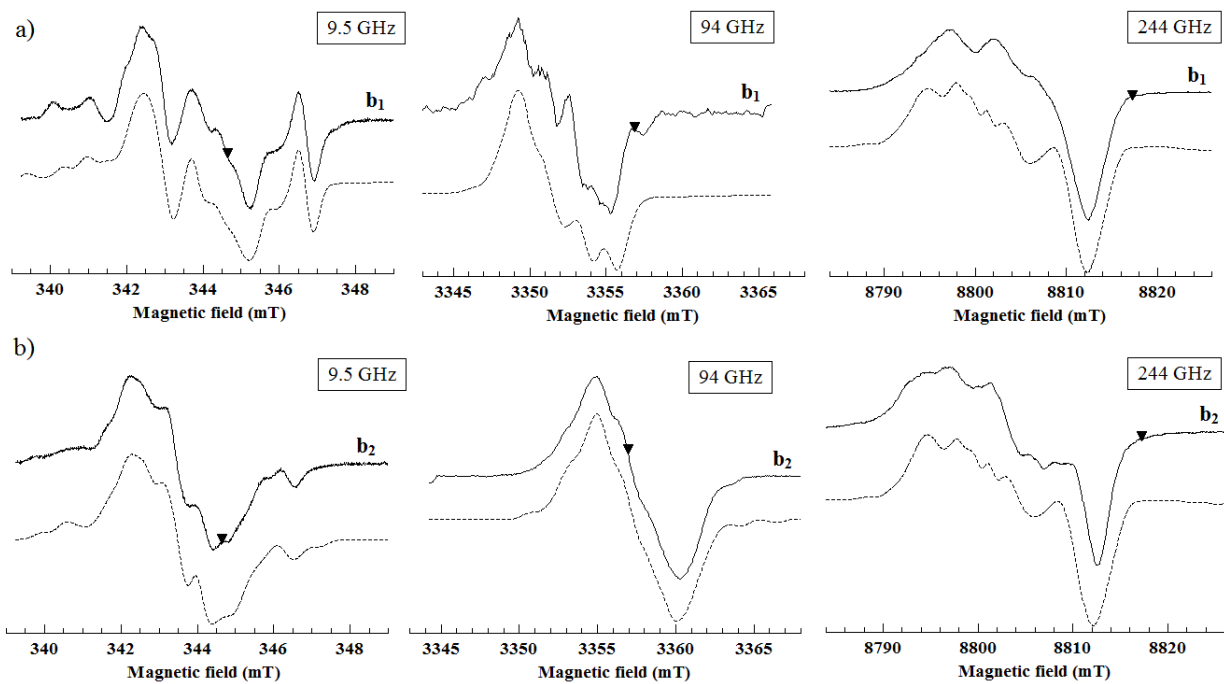 a)
9.5 GHz
94 GHz
244 GHz
b1
b1
b1
340 342 344 346 348
3345 3350 3355 3360 3365
8790 8800 8810 8820
Magnetic field (mT)
Magnetic field (mT)
Magnetic field (mT)
b)
9.5 GHz
94 GHz
244 GHz
b2
b2
b2
340 342 344 346 348
3345 3350 3355 3360 3365
8790 8800 8810 8820
Magnetic field (mT)
Magnetic field (mT)
Magnetic field (mT)